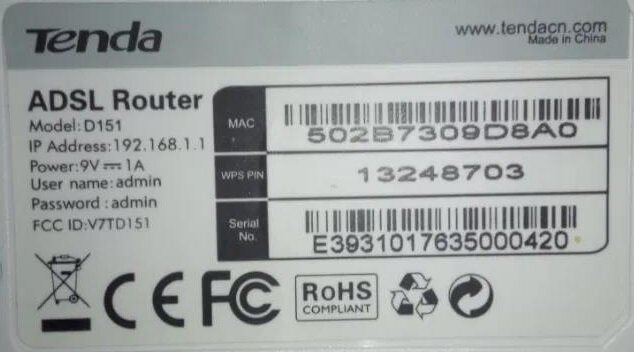 Tenda
www.tendacn.com
Made in China
ADSL Router
Model: D151
IP Address: 192.168.1.1
Power: 9V ⎓ 1A
User name: admin
Password: admin
FCC ID: V7TD151
MAC
502B7309D8A0
WPS PIN
13248703
Serial No.
E3931017635000420
CE FC
RoHS
COMPLIANT